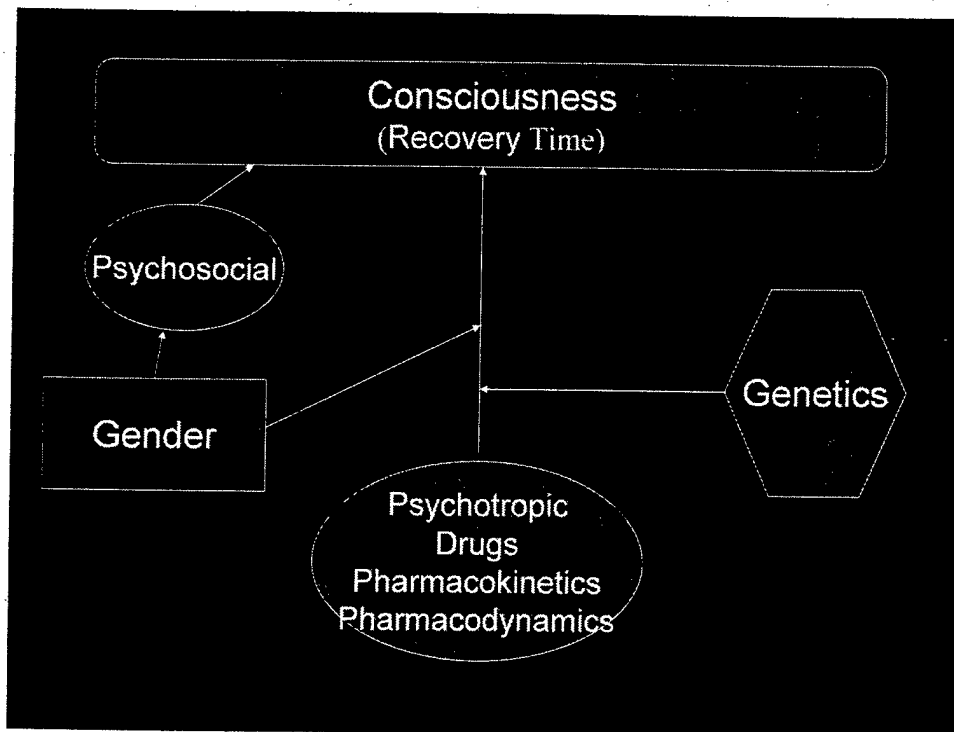 Consciousness
(Recovery Time)
Psychosocial
Gender
Genetics
Psychotropic
Drugs
Pharmacokinetics
Pharmacodynamics